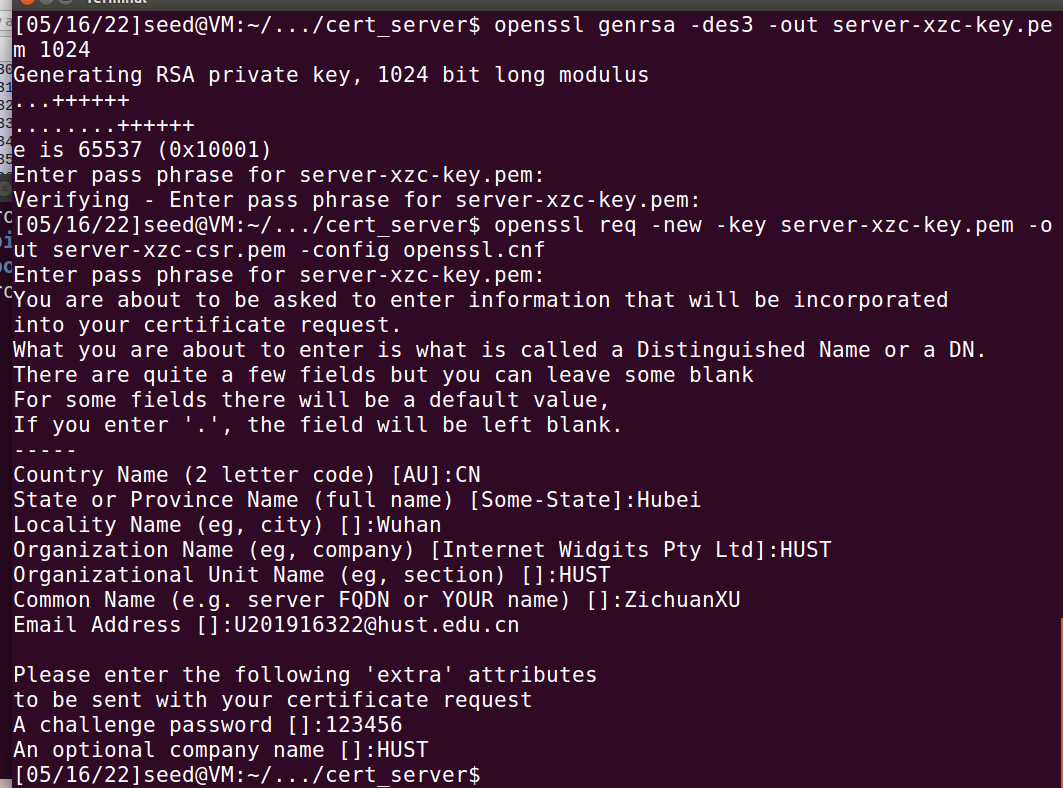 Terminal
[05/16/22]seed@VM:~/.../cert_server$ openssl genrsa -des3 -out server-xzc-key.pe
m 1024
Generating RSA private key, 1024 bit long modulus
...++++++
........++++++
e is 65537 (0x10001)
Enter pass phrase for server-xzc-key.pem:
Verifying - Enter pass phrase for server-xzc-key.pem:
[05/16/22]seed@VM:~/.../cert_server$ openssl req -new -key server-xzc-key.pem -o
ut server-xzc-csr.pem -config openssl.cnf
Enter pass phrase for server-xzc-key.pem:
You are about to be asked to enter information that will be incorporated
into your certificate request.
What you are about to enter is what is called a Distinguished Name or a DN.
There are quite a few fields but you can leave some blank
For some fields there will be a default value,
If you enter '.', the field will be left blank.
-----
Country Name (2 letter code) [AU]:CN
State or Province Name (full name) [Some-State]:Hubei
Locality Name (eg, city) []:Wuhan
Organization Name (eg, company) [Internet Widgits Pty Ltd]:HUST
Organizational Unit Name (eg, section) []:HUST
Common Name (e.g. server FQDN or YOUR name) []:ZichuanXU
Email Address []:U201916322@hust.edu.cn

Please enter the following 'extra' attributes
to be sent with your certificate request
A challenge password []:123456
An optional company name []:HUST
[05/16/22]seed@VM:~/.../cert_server$